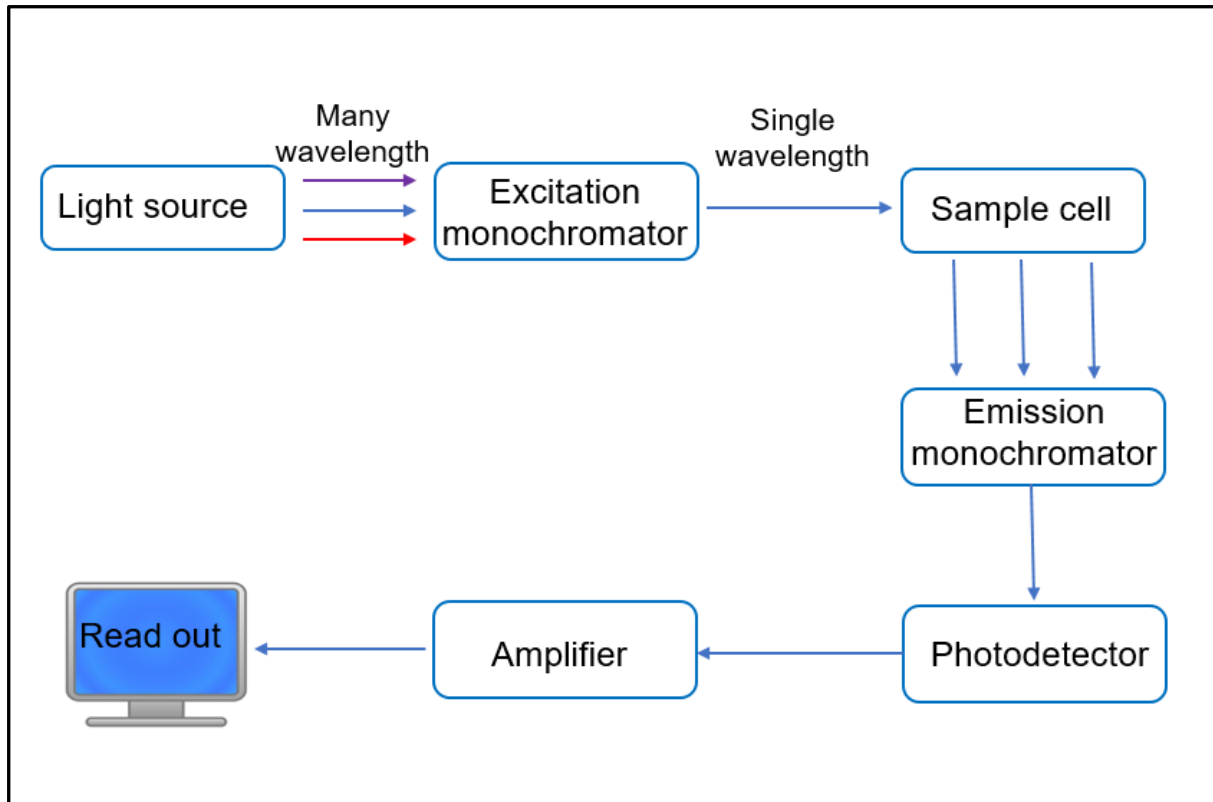 Many
wavelength
Single
wavelength
Light source
Excitation
monochromator
Sample cell
Emission
monochromator
Photodetector
Amplifier
Read out